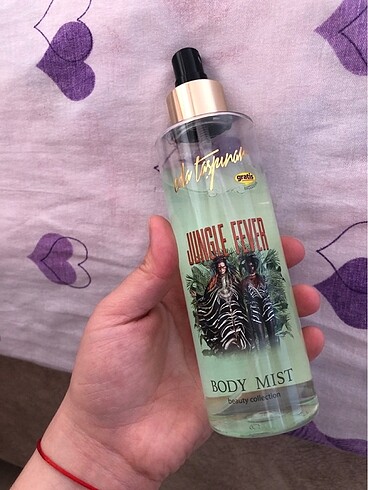 gratis
JUNGLE FEVER
BODY MIST
beauty collection